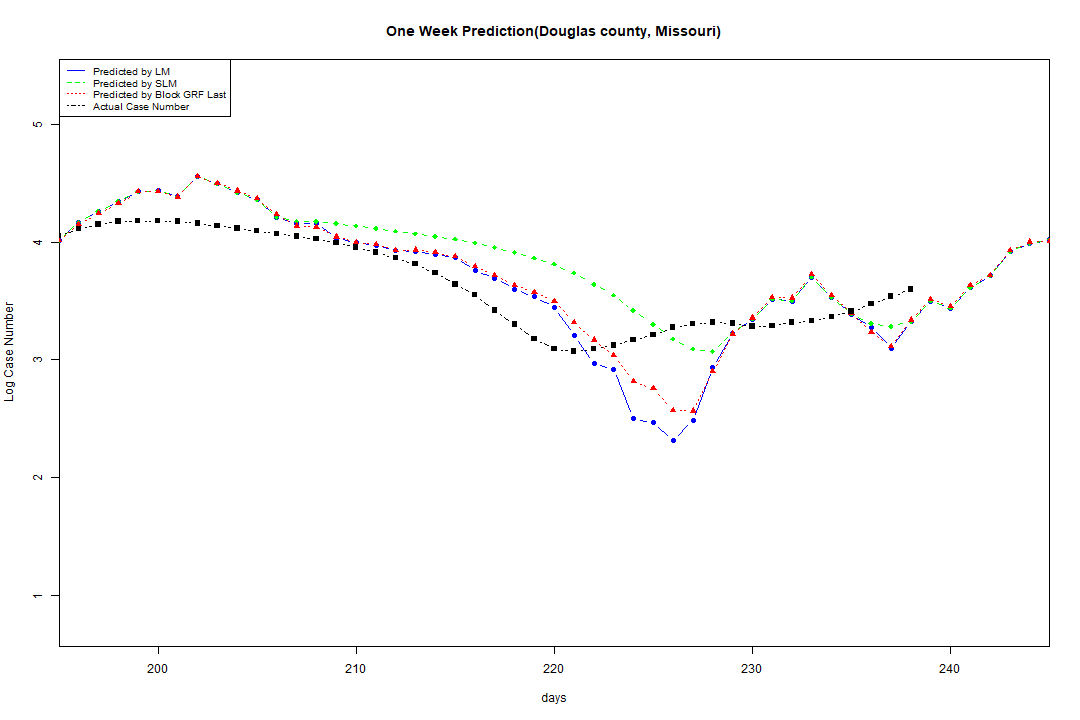 One Week Prediction(Douglas county, Missouri)
Predicted by LM
Predicted by SLM
Predicted by Block GRF Last
Actual Case Number
5
4
3
2
1
Log Case Number
200 210 220 230 240
days